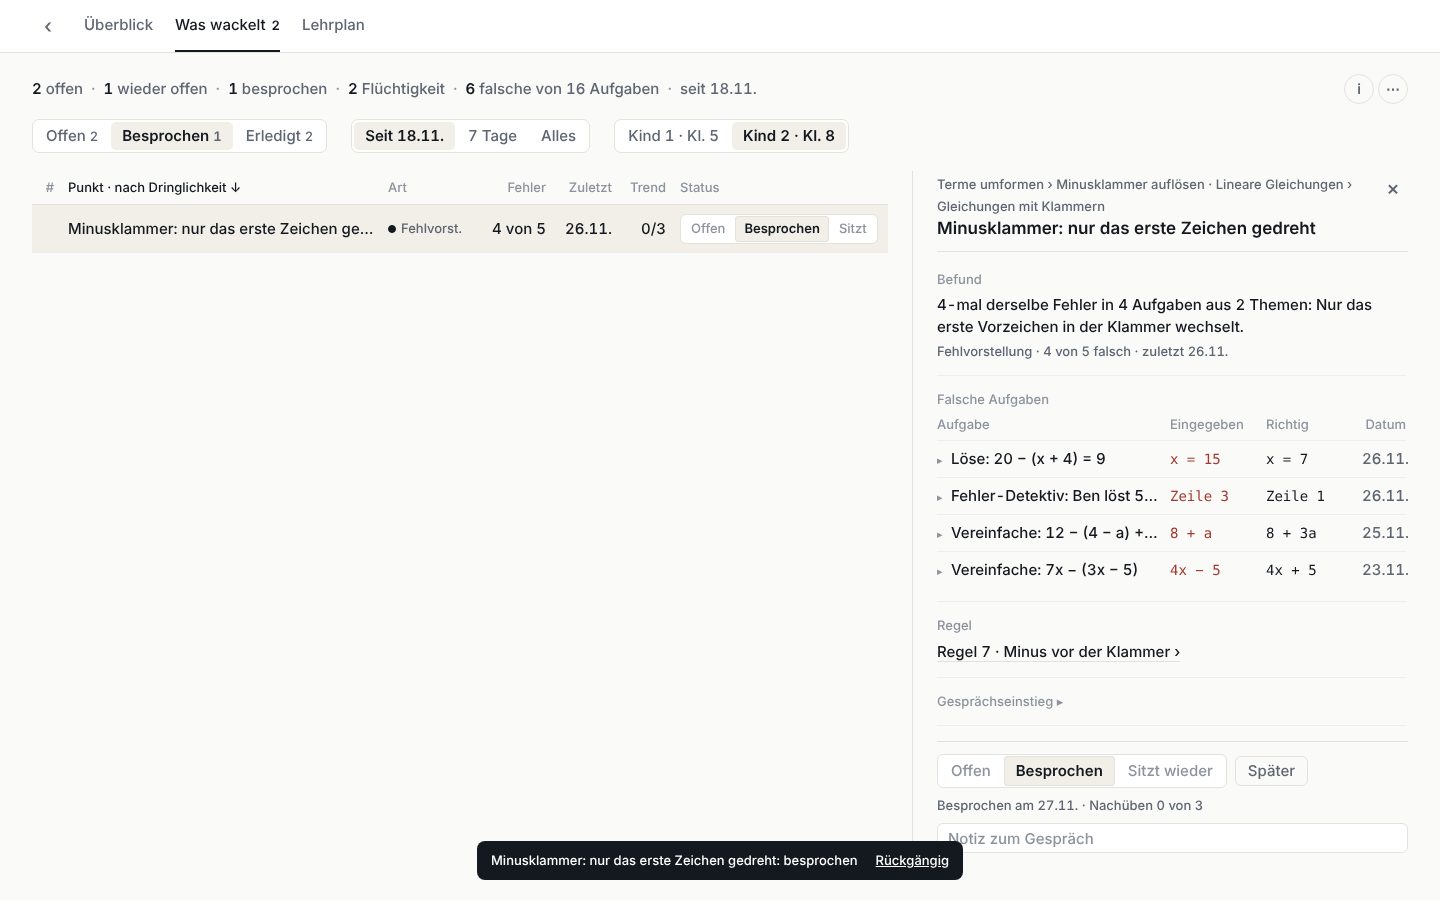 ‹ Überblick Was wackelt 2 Lehrplan
2 offen · 1 wieder offen · 1 besprochen · 2 Flüchtigkeit · 6 falsche von 16 Aufgaben · seit 18.11. i ···
Offen 2 Besprochen 1 Erledigt 2 Seit 18.11. 7 Tage Alles Kind 1 · Kl. 5 Kind 2 · Kl. 8
# Punkt · nach Dringlichkeit ↓ Art Fehler Zuletzt Trend Status
Minusklammer: nur das erste Zeichen ge... ● Fehlvorst. 4 von 5 26.11. 0/3 Offen Besprochen Sitzt
Terme umformen › Minusklammer auflösen · Lineare Gleichungen › ×
Gleichungen mit Klammern
Minusklammer: nur das erste Zeichen gedreht
Befund
4-mal derselbe Fehler in 4 Aufgaben aus 2 Themen: Nur das
erste Vorzeichen in der Klammer wechselt.
Fehlvorstellung · 4 von 5 falsch · zuletzt 26.11.
Falsche Aufgaben
Aufgabe Eingegeben Richtig Datum
▸ Löse: 20 − (x + 4) = 9 x = 15 x = 7 26.11.
▸ Fehler-Detektiv: Ben löst 5... Zeile 3 Zeile 1 26.11.
▸ Vereinfache: 12 − (4 − a) +... 8 + a 8 + 3a 25.11.
▸ Vereinfache: 7x − (3x − 5) 4x − 5 4x + 5 23.11.
Regel
Regel 7 · Minus vor der Klammer ›
Gesprächseinstieg ▸
Offen Besprochen Sitzt wieder Später
Besprochen am 27.11. · Nachüben 0 von 3
Notiz zum Gespräch
Minusklammer: nur das erste Zeichen gedreht: besprochen Rückgängig